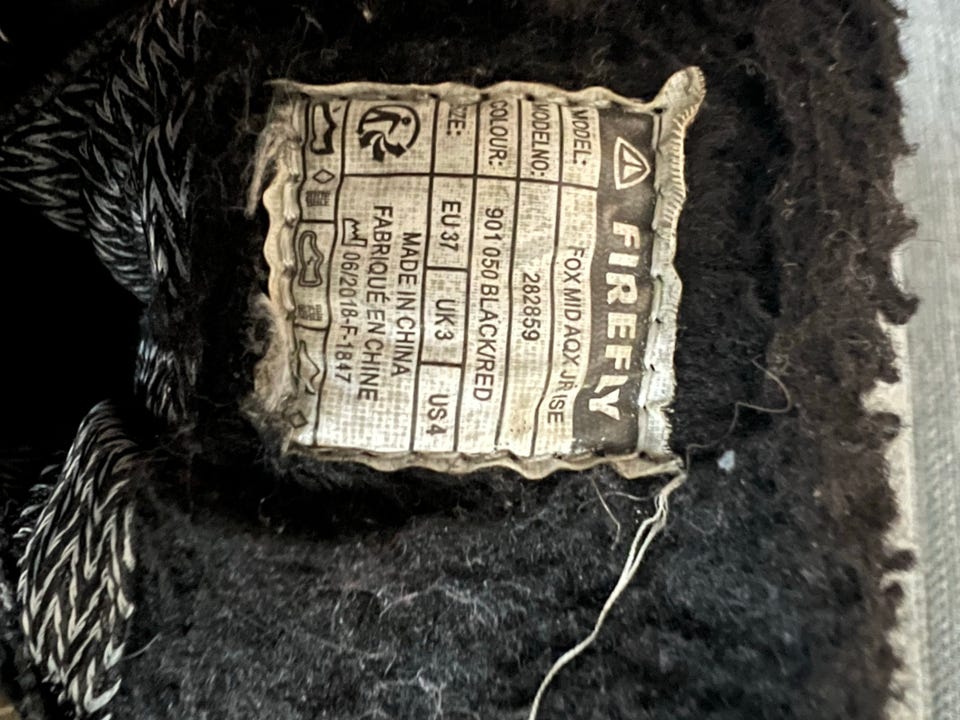 FIREFLY
MODEL: FOX MID AQX JR ISE
MODELNO: 282859
COLOUR: 901 050 BLACK/RED
SIZE: EU 37 UK 3 US 4
MADE IN CHINA
FABRIQUÉ EN CHINE
06/2018-F-1847